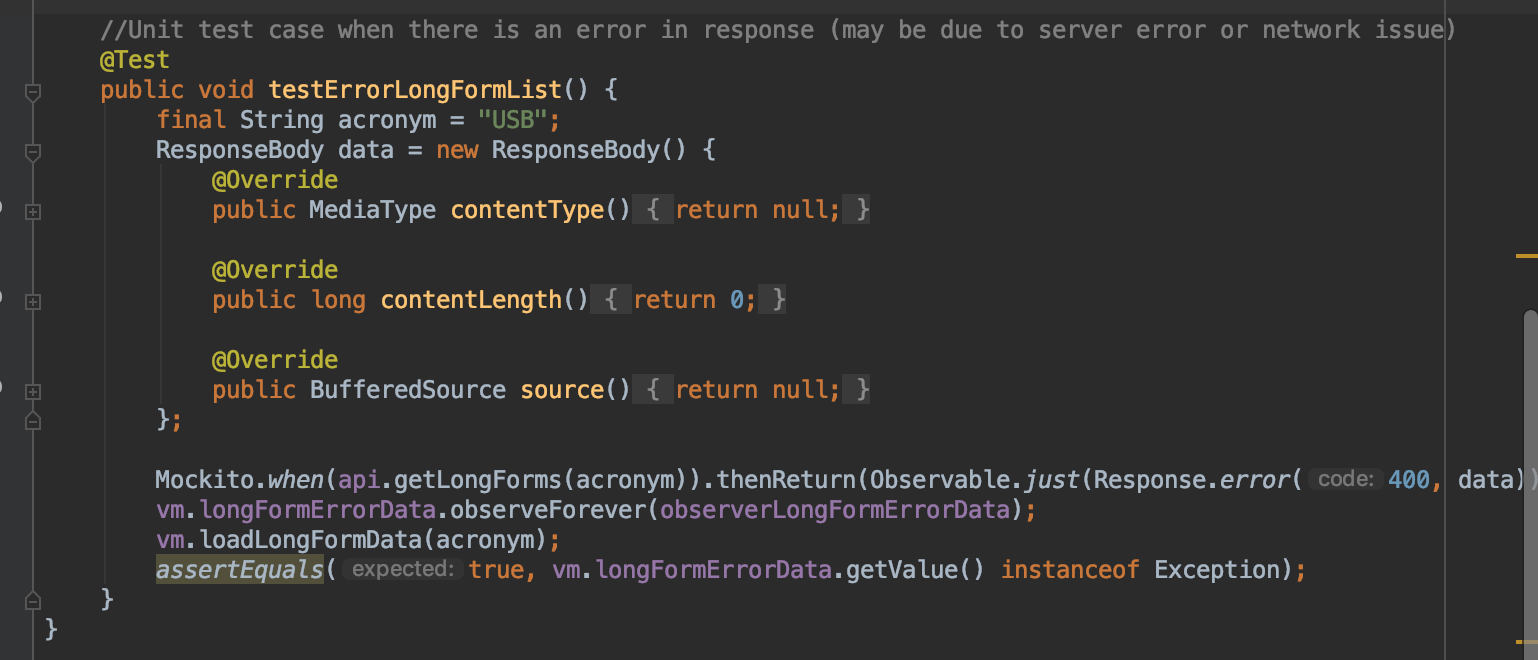 //Unit test case when there is an error in response (may be due to server error or network issue)
@Test
public void testErrorLongFormList() {
final String acronym = "USB";
ResponseBody data = new ResponseBody() {
@Override
public MediaType contentType() { return null; }
@Override
public long contentLength() { return 0; }
@Override
public BufferedSource source() { return null; }
};
Mockito.when(api.getLongForms(acronym)).thenReturn(Observable.just(Response.error( code: 400, data))
vm.longFormErrorData.observeForever(observerLongFormErrorData);
vm.loadLongFormData(acronym);
assertEquals( expected: true, vm.longFormErrorData.getValue() instanceof Exception);
}
}